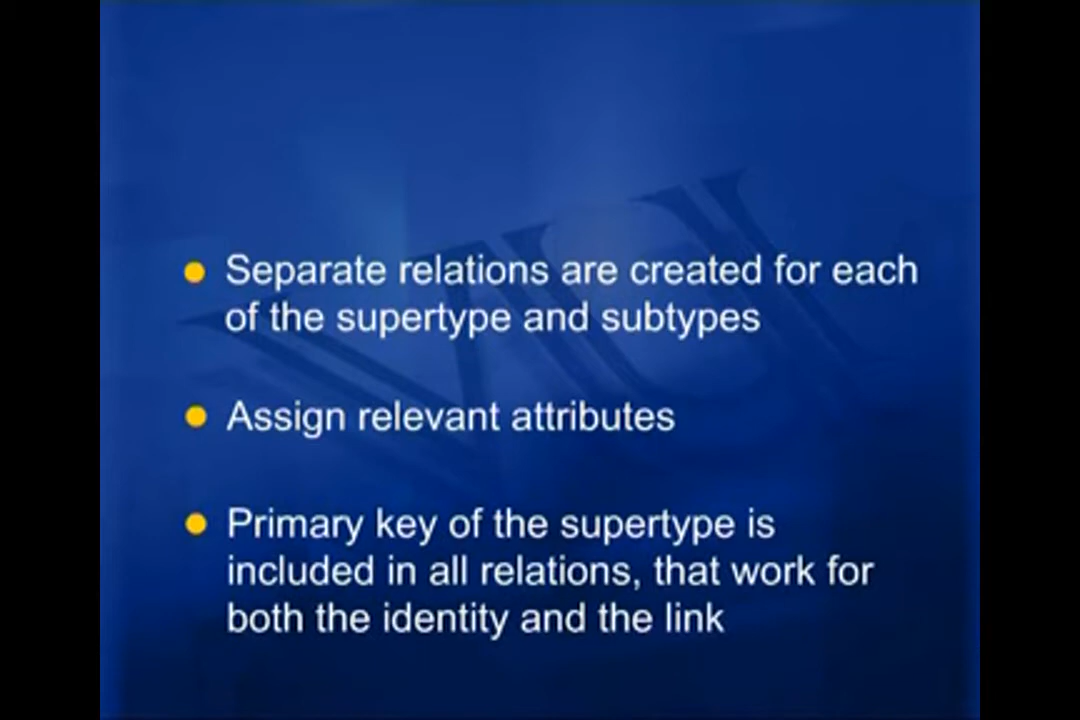 Separate relations are created for each
of the supertype and subtypes
Assign relevant attributes
Primary key of the supertype is
included in all relations, that work for
both the identity and the link
VU